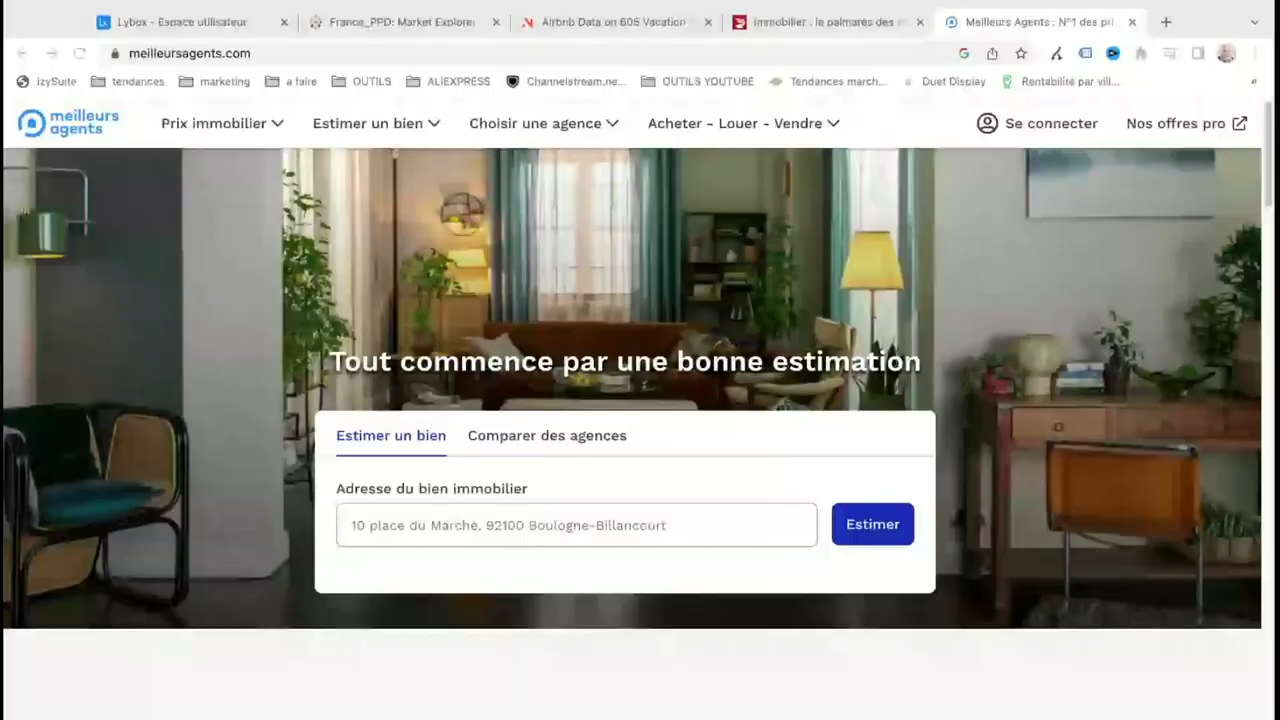 Lybox - Espace utilisateur
France_PPD: Market Explorer
Airbnb Data on 605 Vacation
Immobilier : le palmarès des
Meilleurs Agents : N°1 des pri
meilleursagents.com
izySuite
tendances
marketing
a faire
OUTILS
ALIEXPRESS
Channelstream.ne...
OUTILS YOUTUBE
Tendances march...
Duet Display
Rentabilité par vill...
»
meilleurs
agents
Prix immobilier
Estimer un bien
Choisir une agence
Acheter - Louer - Vendre
Se connecter
Nos offres pro
Tout commence par une bonne estimation
Estimer un bien
Comparer des agences
Adresse du bien immobilier
10 place du Marché, 92100 Boulogne-Billancourt
Estimer